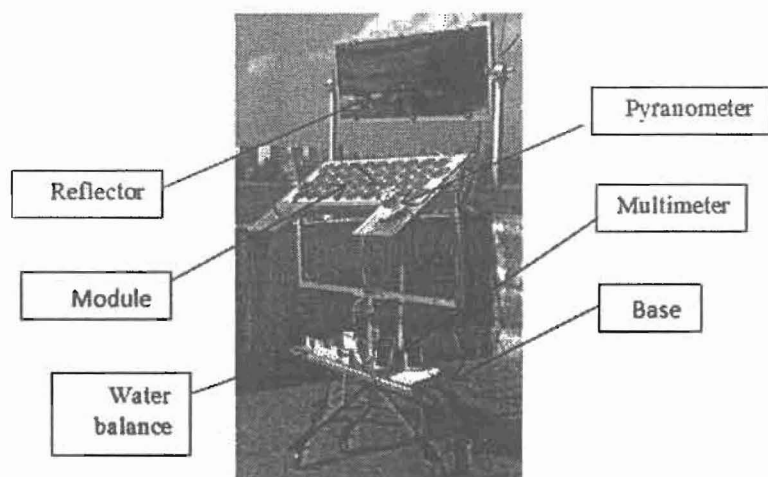 Pyranometer
Reflector
Multimeter
Module
Base
Water
balance